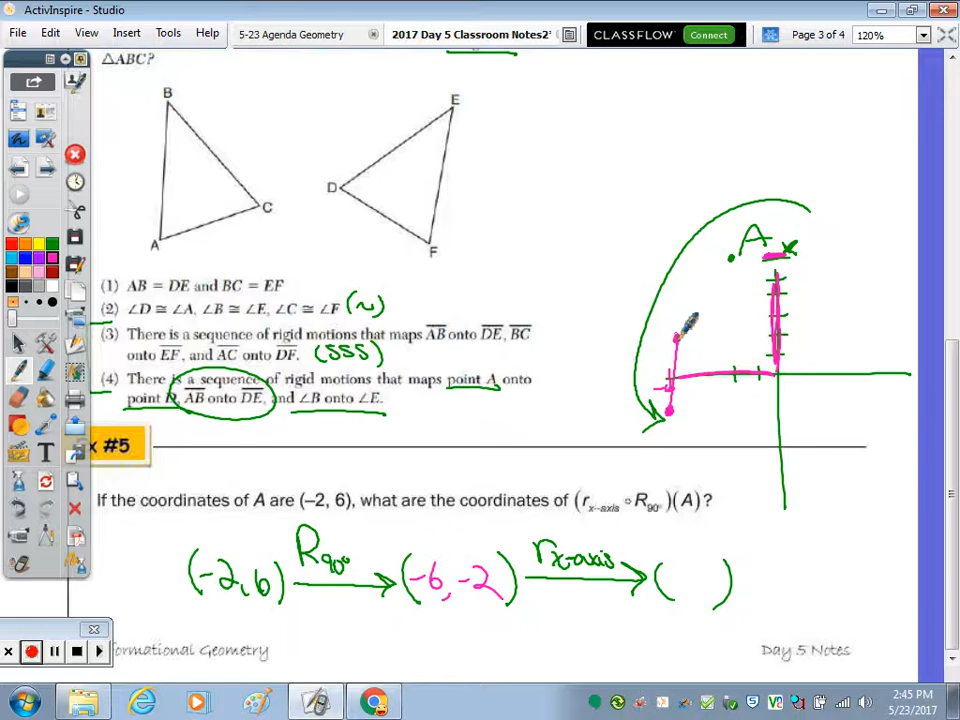 ActivInspire - Studio
File Edit View Insert Tools Help
5-23 Agenda Geometry
2017 Day 5 Classroom Notes2'
CLASSFLOW Connect
Page 3 of 4
120%
△ABC?
B
E
D
C
A
F
A
(1) AB = DE and BC = EF
(2) ∠D ≅ ∠A, ∠B ≅ ∠E, ∠C ≅ ∠F (~)
(3) There is a sequence of rigid motions that maps AB onto DE, BC
onto EF, and AC onto DF. (SSS)
(4) There is a sequence of rigid motions that maps point A onto
point D, AB onto DE, and ∠B onto ∠E.
x #5
If the coordinates of A are (–2, 6), what are the coordinates of (r x–axis ∘ R 90°)(A)?
(-2,6) R90° (-6,-2) rx-axis ( )
formational Geometry
Day 5 Notes
2:45 PM
5/23/2017